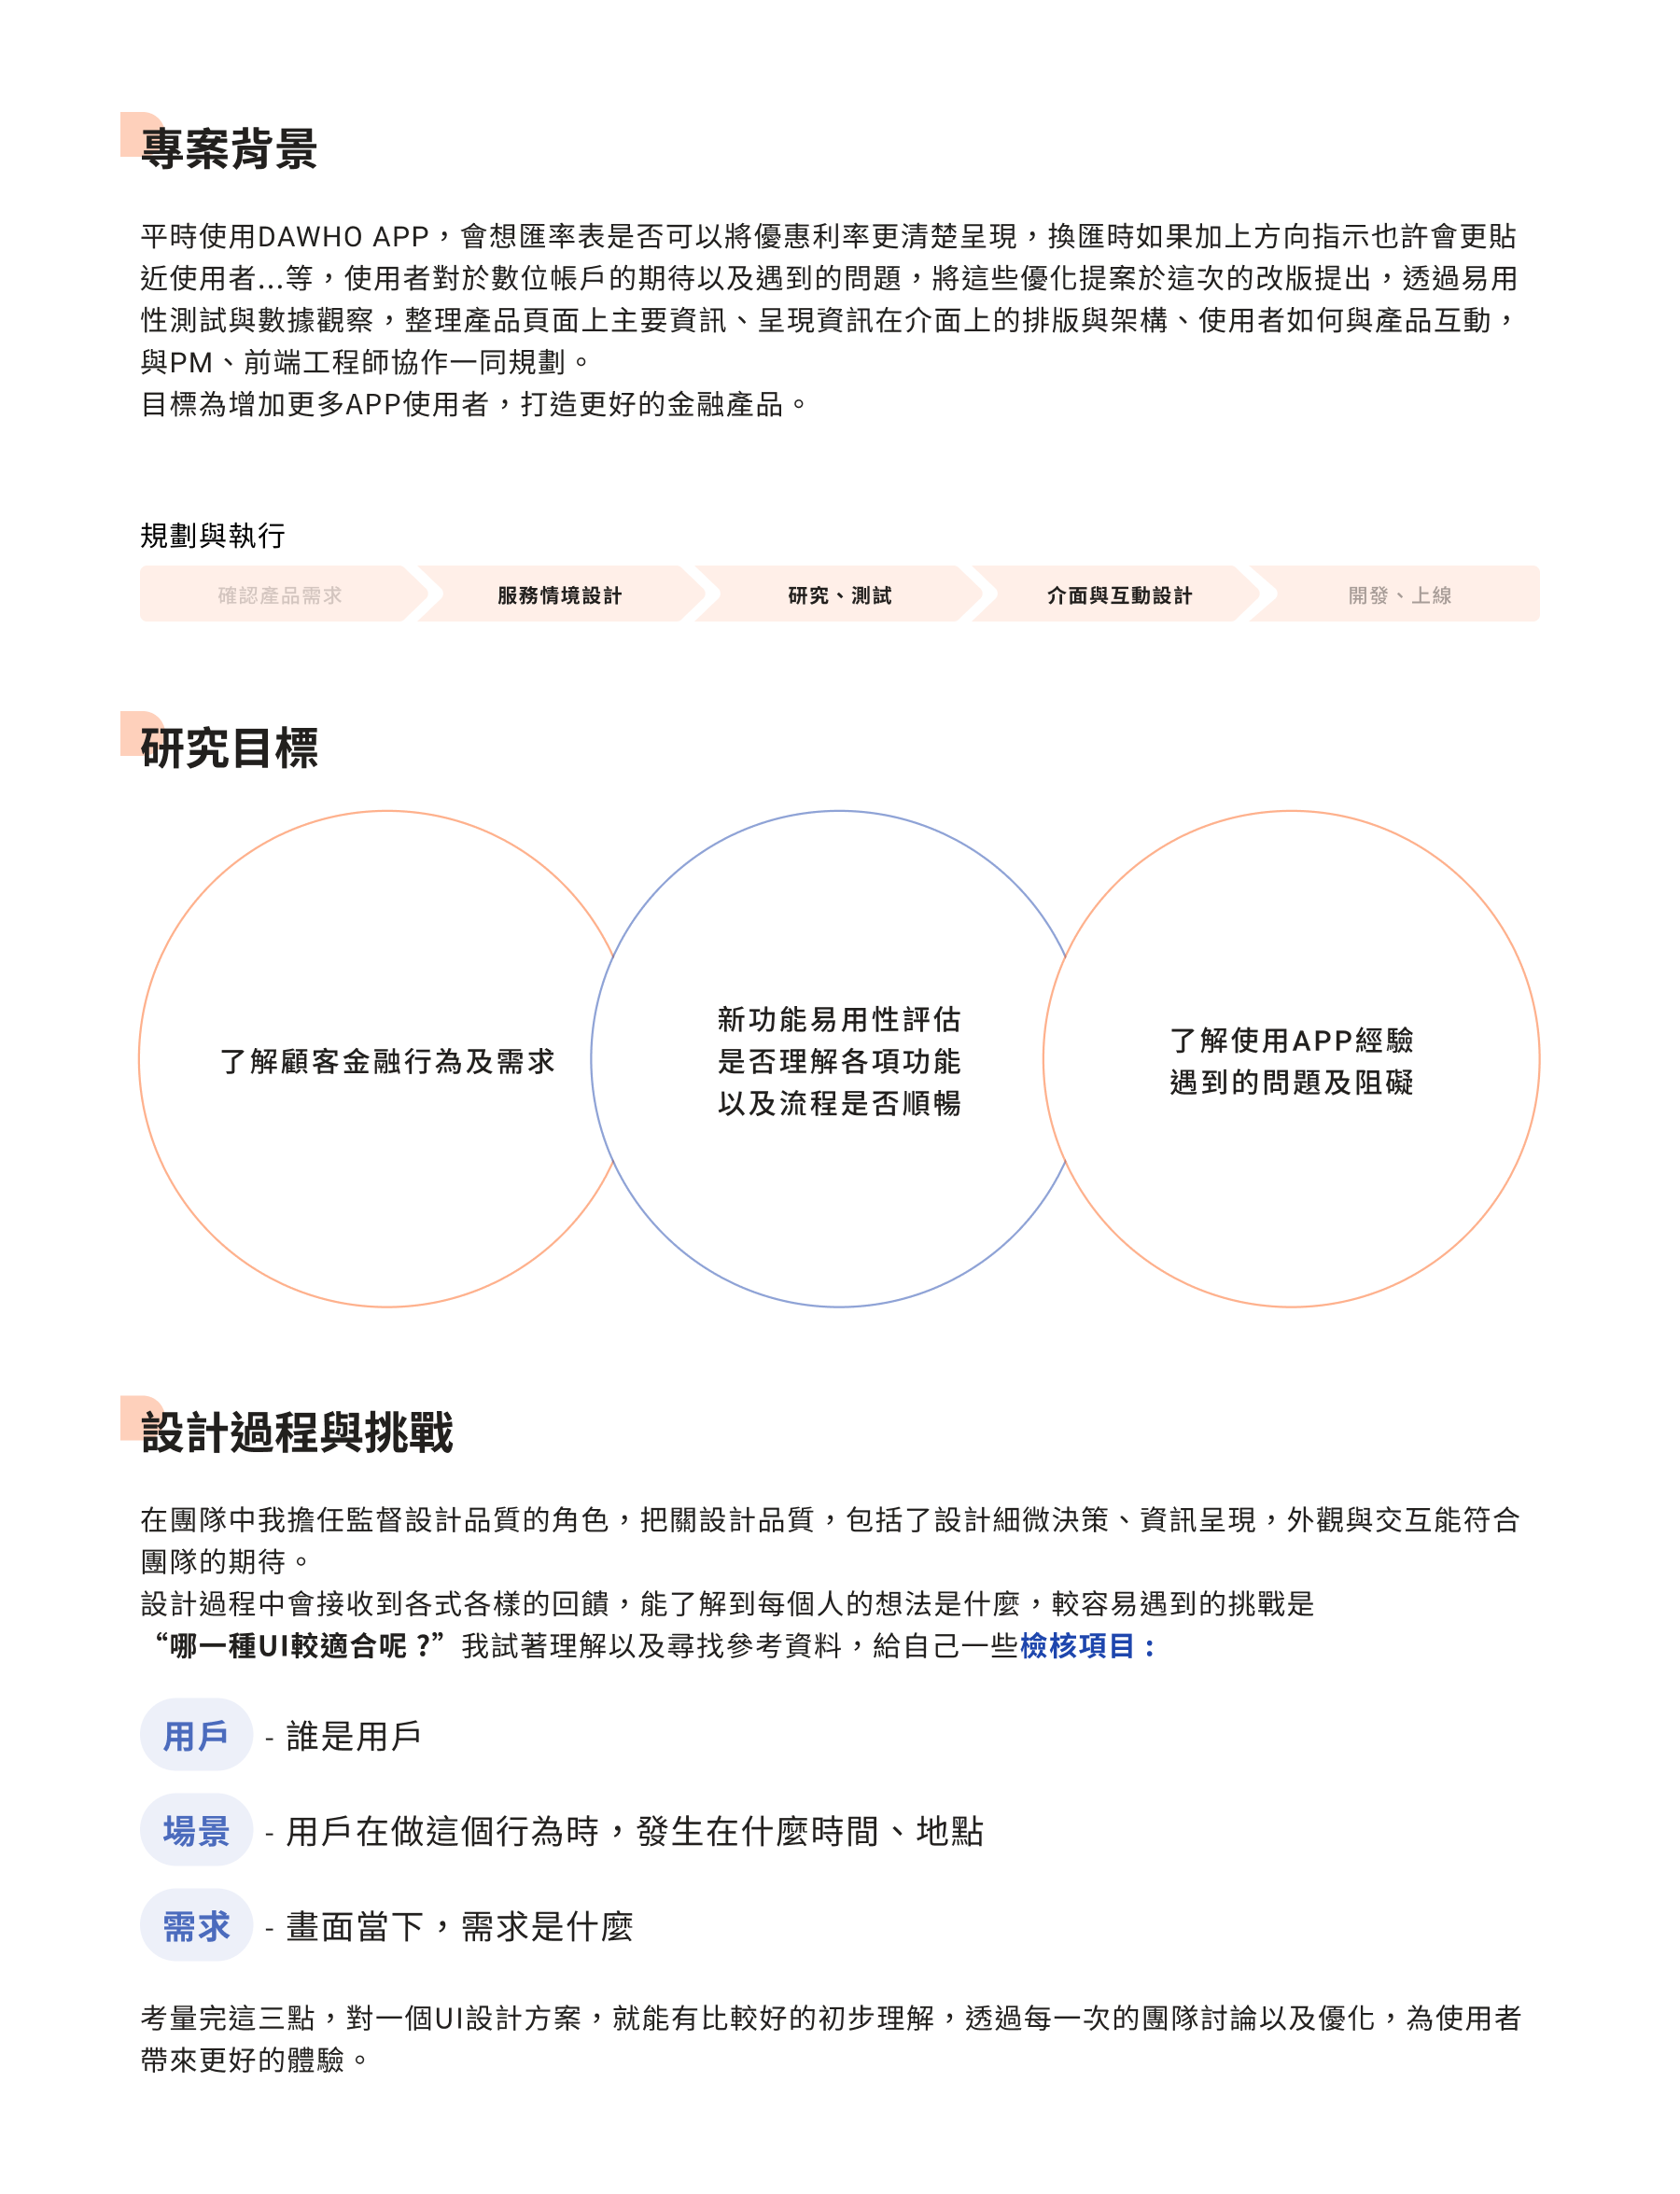 專案背景
平時使用DAWHO APP，會想匯率表是否可以將優惠利率更清楚呈現，換匯時如果加上方向指示也許會更貼
近使用者...等，使用者對於數位帳戶的期待以及遇到的問題，將這些優化提案於這次的改版提出，透過易用
性測試與數據觀察，整理產品頁面上主要資訊、呈現資訊在介面上的排版與架構、使用者如何與產品互動，
與PM、前端工程師協作一同規劃。
目標為增加更多APP使用者，打造更好的金融產品。
規劃與執行
確認產品需求
服務情境設計
研究、測試
介面與互動設計
開發、上線
研究目標
了解顧客金融行為及需求
新功能易用性評估
是否理解各項功能
以及流程是否順暢
了解使用APP經驗
遇到的問題及阻礙
設計過程與挑戰
在團隊中我擔任監督設計品質的角色，把關設計品質，包括了設計細微決策、資訊呈現，外觀與交互能符合
團隊的期待。
設計過程中會接收到各式各樣的回饋，能了解到每個人的想法是什麼，較容易遇到的挑戰是
“哪一種UI較適合呢？”我試著理解以及尋找參考資料，給自己一些檢核項目：
用戶 - 誰是用戶
場景 - 用戶在做這個行為時，發生在什麼時間、地點
需求 - 畫面當下，需求是什麼
考量完這三點，對一個UI設計方案，就能有比較好的初步理解，透過每一次的團隊討論以及優化，為使用者
帶來更好的體驗。